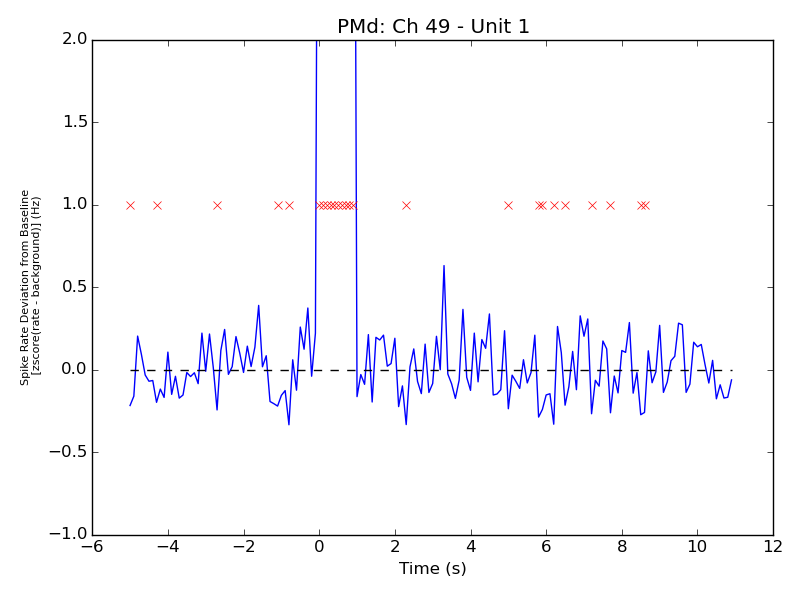 PMd: Ch 49 - Unit 1
2.0
1.5
1.0
0.5
0.0
−0.5
−1.0
Spike Rate Deviation from Baseline
[zscore(rate - background)] (Hz)
−6 −4 −2 0 2 4 6 8 10 12
Time (s)